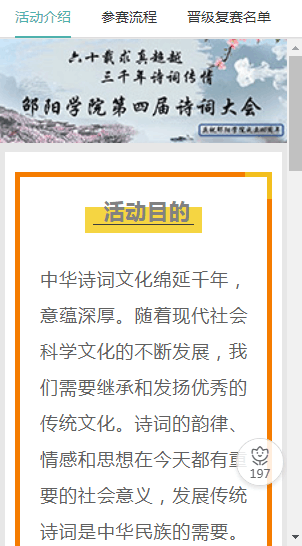 活动介绍 参赛流程 晋级复赛名单
六十载求真超越
三千年诗词传情
邵阳学院第四届诗词大会
活动目的
中华诗词文化绵延千年，
意蕴深厚。随着现代社会
科学文化的不断发展，我
们需要继承和发扬优秀的
传统文化。诗词的韵律、
情感和思想在今天都有重
要的社会意义，发展传统
诗词是中华民族的需要。
197